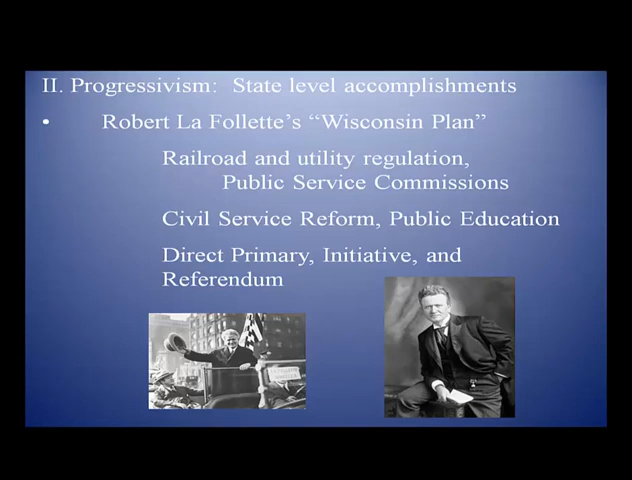 II. Progressivism: State level accomplishments
• Robert La Follette's “Wisconsin Plan”
Railroad and utility regulation,
Public Service Commissions
Civil Service Reform, Public Education
Direct Primary, Initiative, and
Referendum